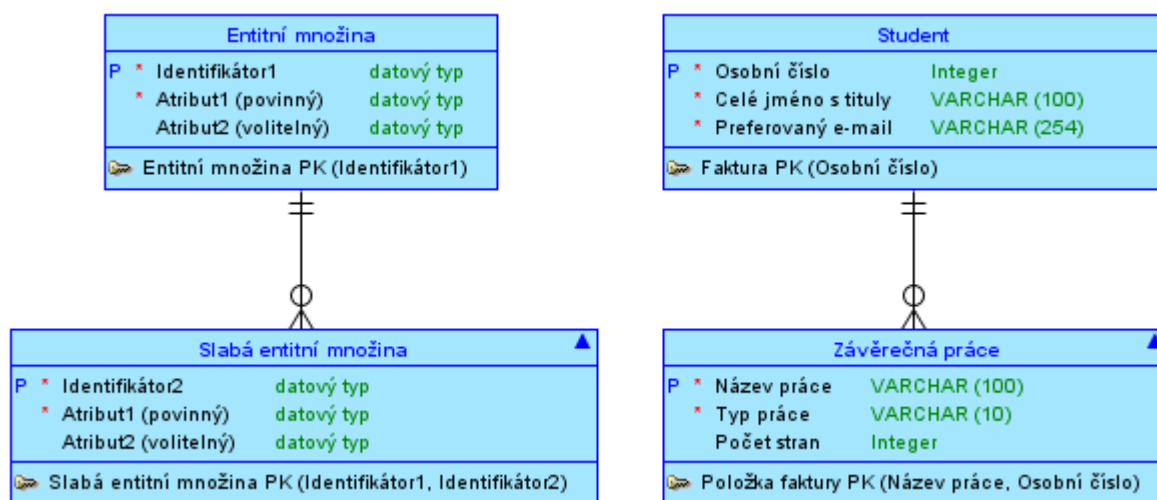 Entitní množina
P * Identifikátor1 datový typ
* Atribut1 (povinný) datový typ
Atribut2 (volitelný) datový typ
Entitní množina PK (Identifikátor1)
Slabá entitní množina
P * Identifikátor2 datový typ
* Atribut1 (povinný) datový typ
Atribut2 (volitelný) datový typ
Slabá entitní množina PK (Identifikátor1, Identifikátor2)
Student
P * Osobní číslo Integer
* Celé jméno s tituly VARCHAR (100)
* Preferovaný e-mail VARCHAR (254)
Faktura PK (Osobní číslo)
Závěrečná práce
P * Název práce VARCHAR (100)
* Typ práce VARCHAR (10)
Počet stran Integer
Položka faktury PK (Název práce, Osobní číslo)